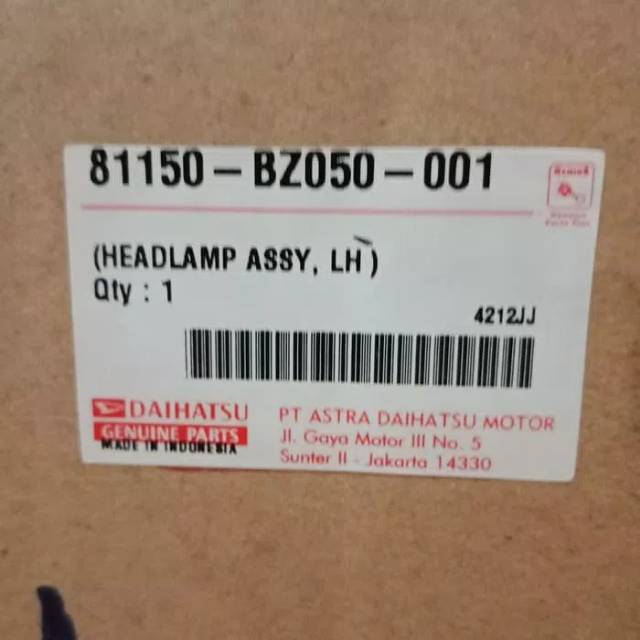 81150-BZ050-001
(HEADLAMP ASSY, LH)
Qty : 1
4212JJ
DAIHATSU
GENUINE PARTS
MADE IN INDONESIA
PT ASTRA DAIHATSU MOTOR
Jl. Gaya Motor III No. 5
Sunter II - Jakarta 14330